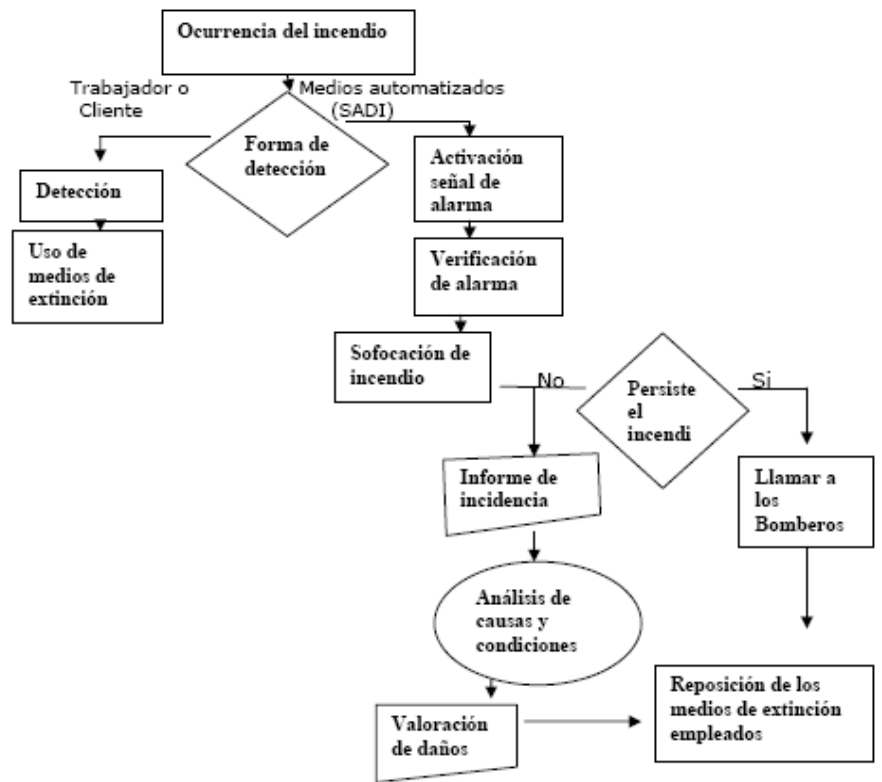 Ocurrencia del incendio
Trabajador o
Cliente
Medios automatizados
(SADI)
Forma de
detección
Detección
Activación
señal de
alarma
Uso de
medios de
extinción
Verificación
de alarma
Sofocación de
incendio
No
Persiste
el
incendi
Si
Informe de
incidencia
Llamar a
los
Bomberos
Análisis de
causas y
condiciones
Valoración
de daños
Reposición de los
medios de extinción
empleados